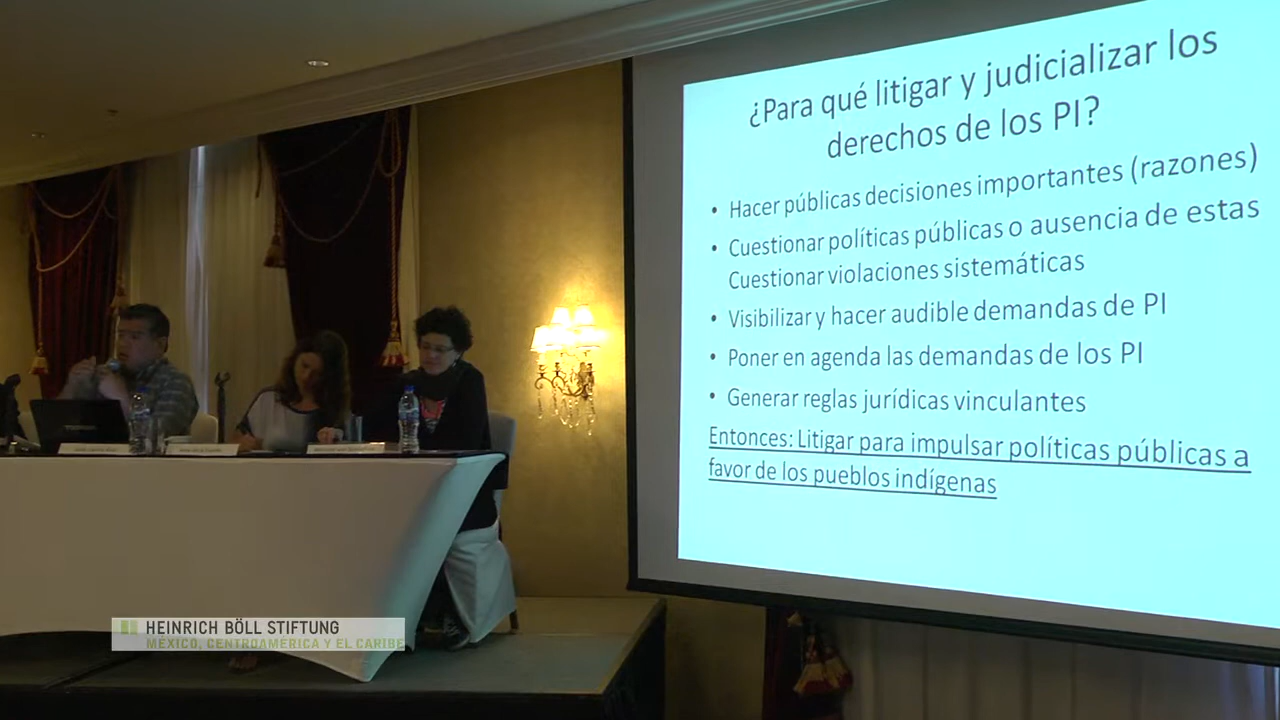 ¿Para qué litigar y judicializar los
derechos de los PI?
• Hacer públicas decisiones importantes (razones)
• Cuestionar políticas públicas o ausencia de estas
Cuestionar violaciones sistemáticas
• Visibilizar y hacer audible demandas de PI
• Poner en agenda las demandas de los PI
• Generar reglas jurídicas vinculantes
Entonces: Litigar para impulsar políticas públicas a
favor de los pueblos indígenas
HEINRICH BÖLL STIFTUNG
MÉXICO, CENTROAMÉRICA Y EL CARIBE